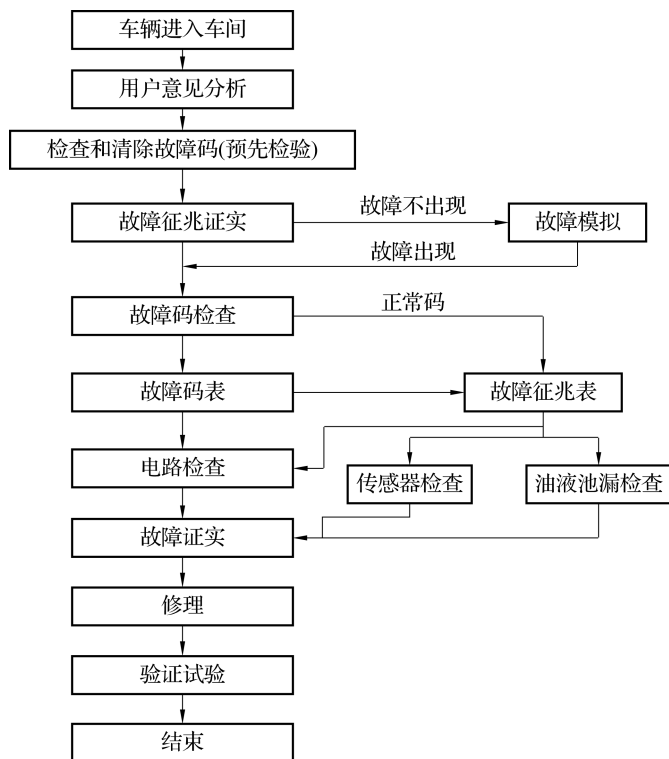 车辆进入车间
用户意见分析
检查和清除故障码(预先检验)
故障征兆证实
故障不出现
故障模拟
故障出现
故障码检查
正常码
故障码表
故障征兆表
电路检查
传感器检查
油液池漏检查
故障证实
修理
验证试验
结束